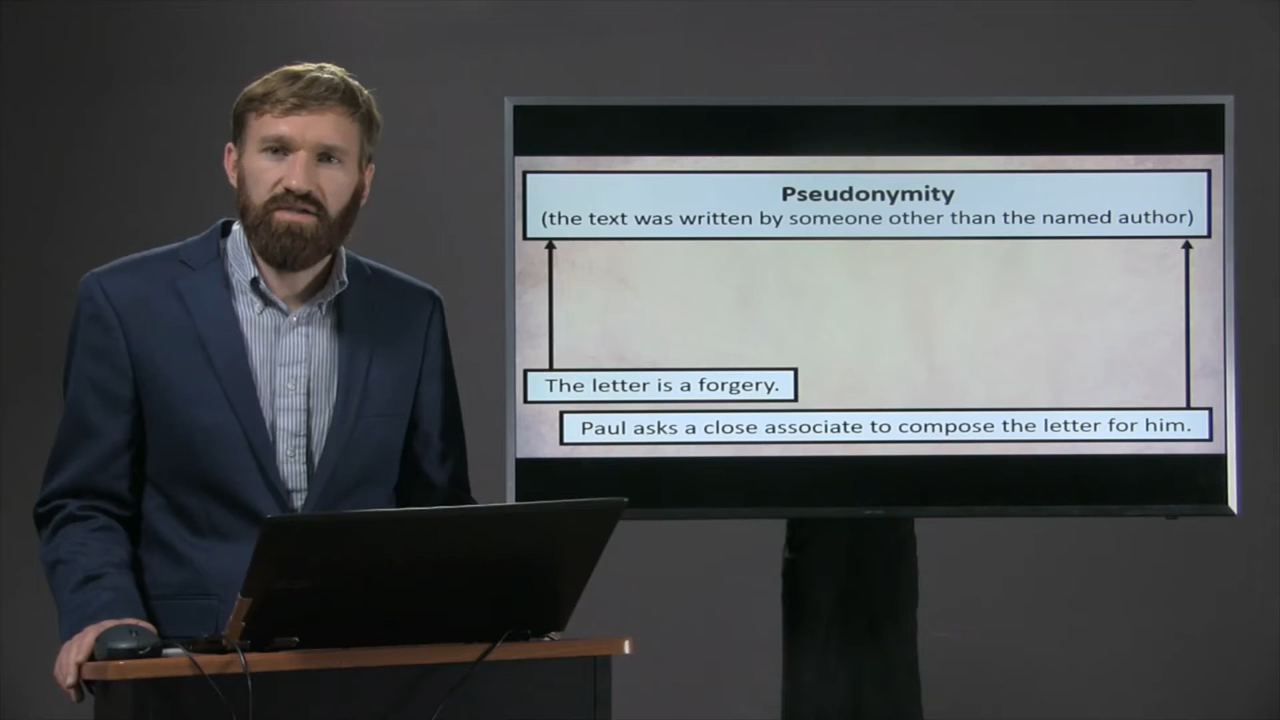 Pseudonymity
(the text was written by someone other than the named author)
The letter is a forgery.
Paul asks a close associate to compose the letter for him.